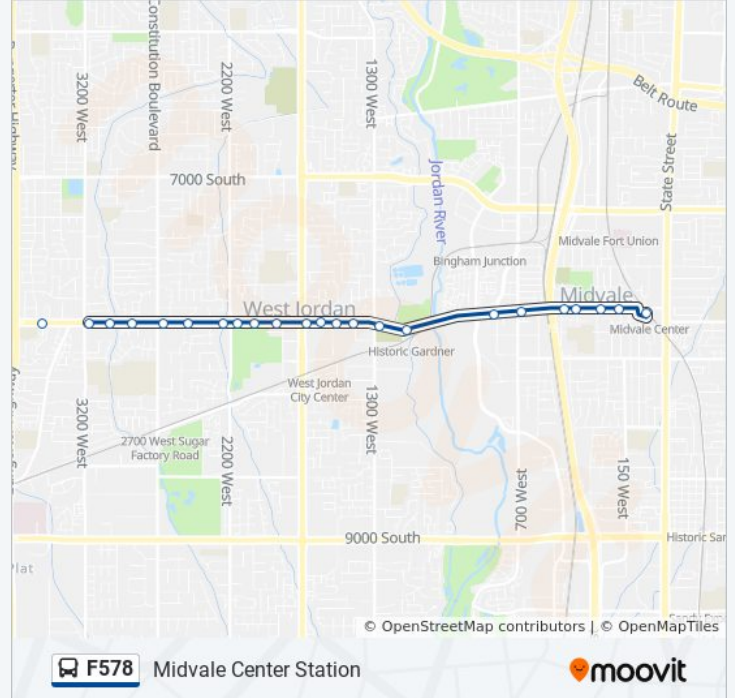 Constitution Boulevard
3200 West
2200 West
1300 West
Belt Route
State Street
7000 South
Jordan River
Midvale Fort Union
Bingham Junction
West Jordan
Midvale
Midvale Center
Historic Gardner
West Jordan
City Center
3200 West
1300 West
2700 West Sugar
Factory Road
2200 West
700 West
150 West
9000 South
© OpenStreetMap contributors | © OpenMapTiles
F578
Midvale Center Station
moovit